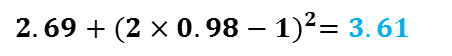 2.69 + (2 × 0.98 − 1)²= 3.61